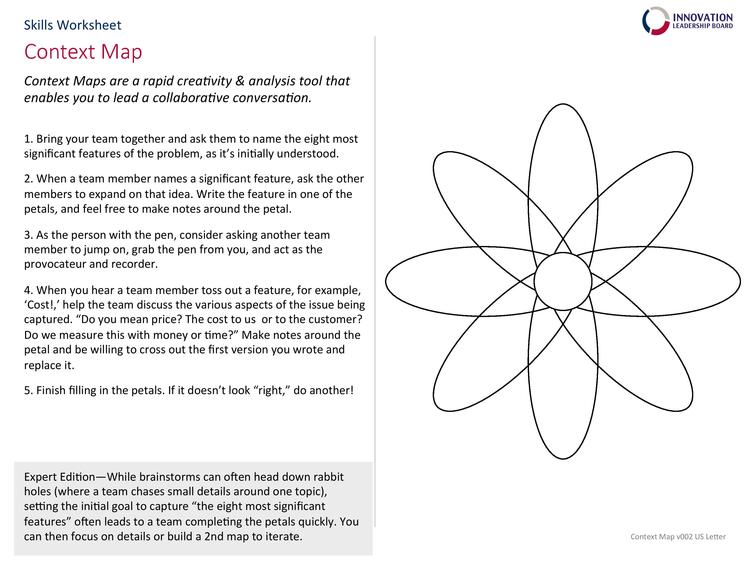 Skills Worksheet
INNOVATION
LEADERSHIP BOARD
Context Map
Context Maps are a rapid creativity & analysis tool that
enables you to lead a collaborative conversation.
1. Bring your team together and ask them to name the eight most
significant features of the problem, as it’s initially understood.
2. When a team member names a significant feature, ask the other
members to expand on that idea. Write the feature in one of the
petals, and feel free to make notes around the petal.
3. As the person with the pen, consider asking another team
member to jump on, grab the pen from you, and act as the
provocateur and recorder.
4. When you hear a team member toss out a feature, for example,
‘Cost!,’ help the team discuss the various aspects of the issue being
captured. “Do you mean price? The cost to us  or to the customer?
Do we measure this with money or time?” Make notes around the
petal and be willing to cross out the first version you wrote and
replace it.
5. Finish filling in the petals. If it doesn’t look “right,” do another!
Expert Edition—While brainstorms can often head down rabbit
holes (where a team chases small details around one topic),
setting the initial goal to capture “the eight most significant
features” often leads to a team completing the petals quickly. You
can then focus on details or build a 2nd map to iterate.
Context Map v002 US Letter